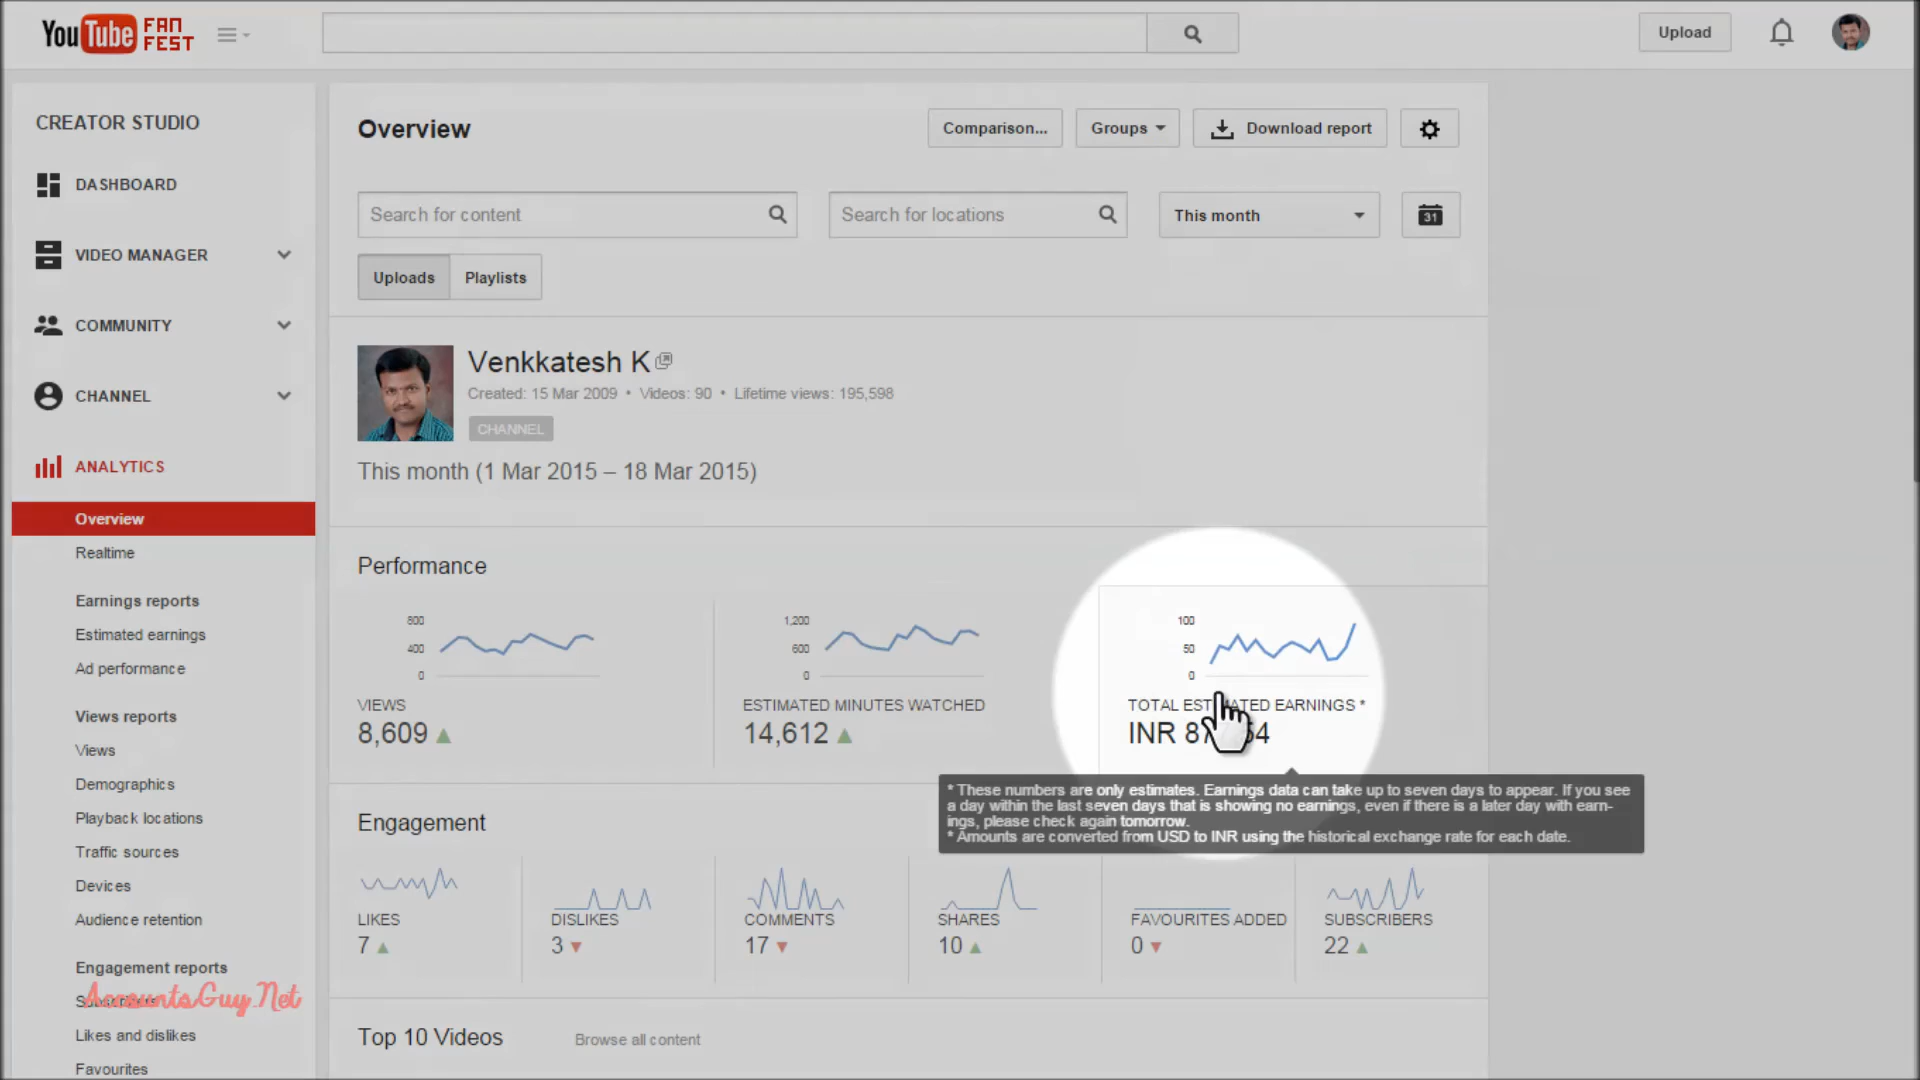 YouTube FAN FEST
Upload
CREATOR STUDIO
DASHBOARD
VIDEO MANAGER
COMMUNITY
CHANNEL
ANALYTICS
Overview
Realtime
Earnings reports
Estimated earnings
Ad performance
Views reports
Views
Demographics
Playback locations
Traffic sources
Devices
Audience retention
Engagement reports
AccountsGuy.Net
Likes and dislikes
Favourites
Overview
Comparison...
Groups
Download report
Search for content
Search for locations
This month
31
Uploads
Playlists
Venkkatesh K
Created: 15 Mar 2009 • Videos: 90 • Lifetime views: 195,598
CHANNEL
This month (1 Mar 2015 – 18 Mar 2015)
Performance
800
400
0
VIEWS
8,609
1,200
600
0
ESTIMATED MINUTES WATCHED
14,612
100
50
0
TOTAL ESTIMATED EARNINGS *
INR
* These numbers are only estimates. Earnings data can take up to seven days to appear. If you see
a day within the last seven days that is showing no earnings, even if there is a later day with earn-
ings, please check again tomorrow.
* Amounts are converted from USD to INR using the historical exchange rate for each date.
Engagement
LIKES
7
DISLIKES
3
COMMENTS
17
SHARES
10
FAVOURITES ADDED
0
SUBSCRIBERS
22
Top 10 Videos
Browse all content